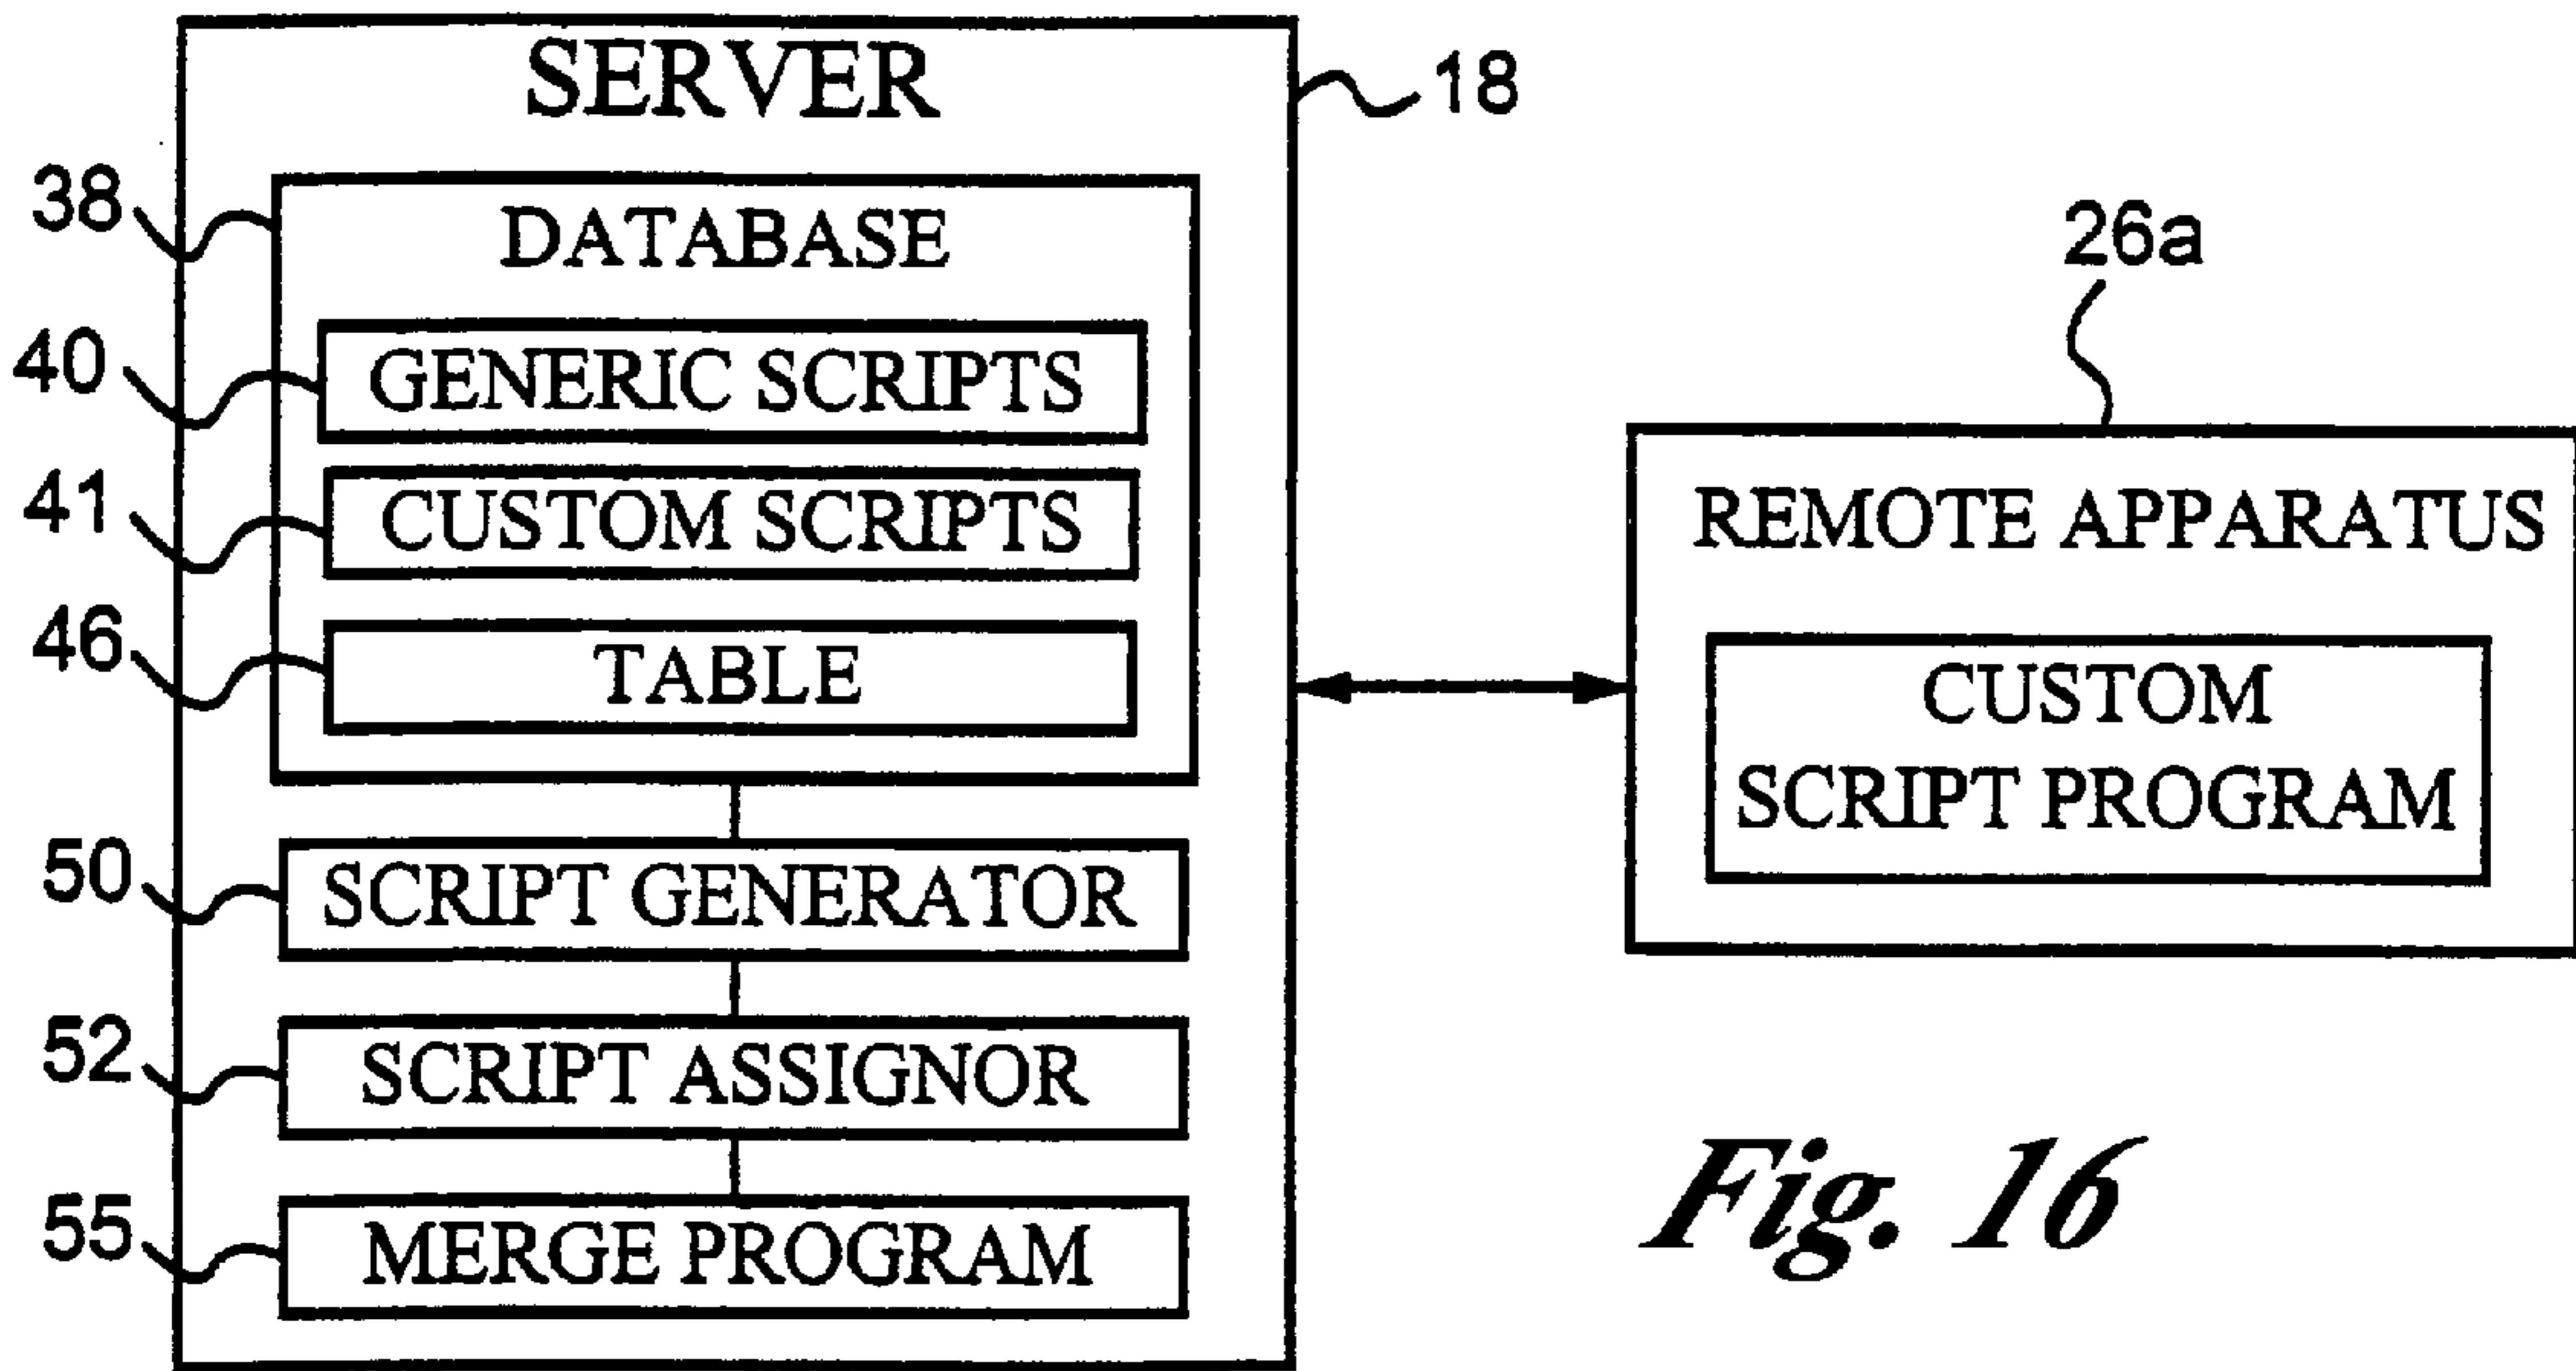 SERVER
18
38
DATABASE
40
GENERIC SCRIPTS
41
CUSTOM SCRIPTS
46
TABLE
50
SCRIPT GENERATOR
52
SCRIPT ASSIGNOR
55
MERGE PROGRAM
26a
REMOTE APPARATUS
CUSTOM
SCRIPT PROGRAM
Fig. 16